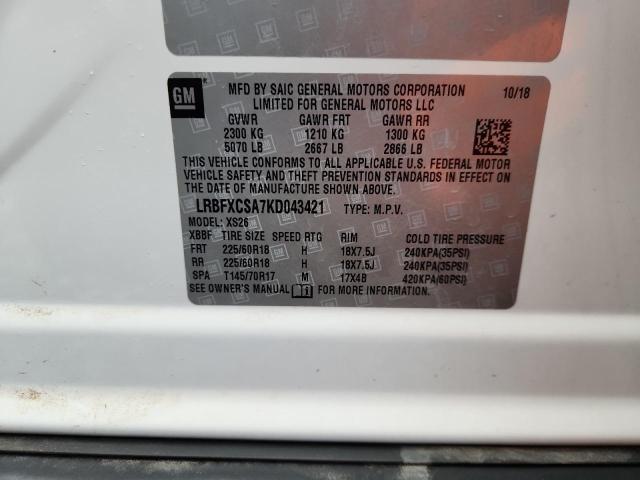 GM
MFD BY SAIC GENERAL MOTORS CORPORATION 10/18
LIMITED FOR GENERAL MOTORS LLC
GVWR GAWR FRT GAWR RR
2300 KG 1210 KG 1300 KG
5070 LB 2667 LB 2866 LB
THIS VEHICLE CONFORMS TO ALL APPLICABLE U.S. FEDERAL MOTOR
VEHICLE SAFETY AND THEFT PREVENTION STANDARDS IN EFFECT ON
THE DATE OF MANUFACTURE SHOWN ABOVE.
LRBFXCSA7KD043421 TYPE: M.P.V.
MODEL: XS26
XBBF TIRE SIZE SPEED RTG RIM COLD TIRE PRESSURE
FRT 225/60R18 H 18X7.5J 240KPA(35PSI)
RR 225/60R18 H 18X7.5J 240KPA(35PSI)
SPA T145/70R17 M 17X4B 420KPA(60PSI)
SEE OWNER'S MANUAL FOR MORE INFORMATION.